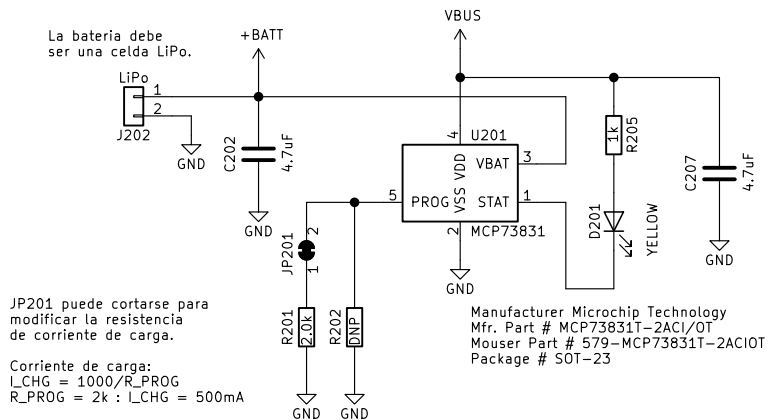 La bateria debe
ser una celda LiPo.
+BATT
VBUS
LiPo
1
2
J202
GND
C202
4.7uF
GND
4
U201
VDD
VBAT
3
5
PROG
VSS
STAT
1
2
MCP73831
GND
1k
R205
D201
YELLOW
C207
4.7uF
GND
JP201
2
1
R201
2.0k
R202
DNP
GND
GND
JP201 puede cortarse para
modificar la resistencia
de corriente de carga.
Corriente de carga:
I_CHG = 1000/R_PROG
R_PROG = 2k : I_CHG = 500mA
Manufacturer Microchip Technology
Mfr. Part # MCP73831T-2ACI/OT
Mouser Part # 579-MCP73831T-2ACIOT
Package # SOT-23